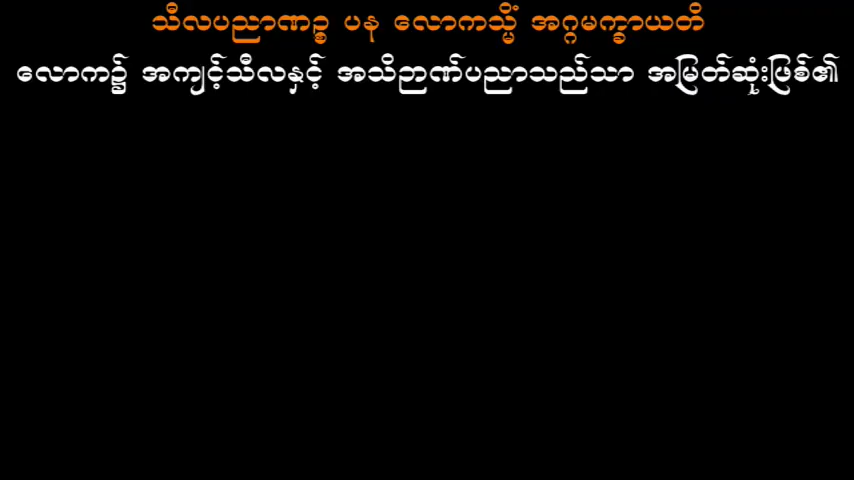 သီလပညာဏဉ္စ ပန လောကသ္မိံ အဂ္ဂမက္ခာယတိ
လောက၌ အကျင့်သီလနှင့် အသိဉာဏ်ပညာသည်သာ အမြတ်ဆုံးဖြစ်၏